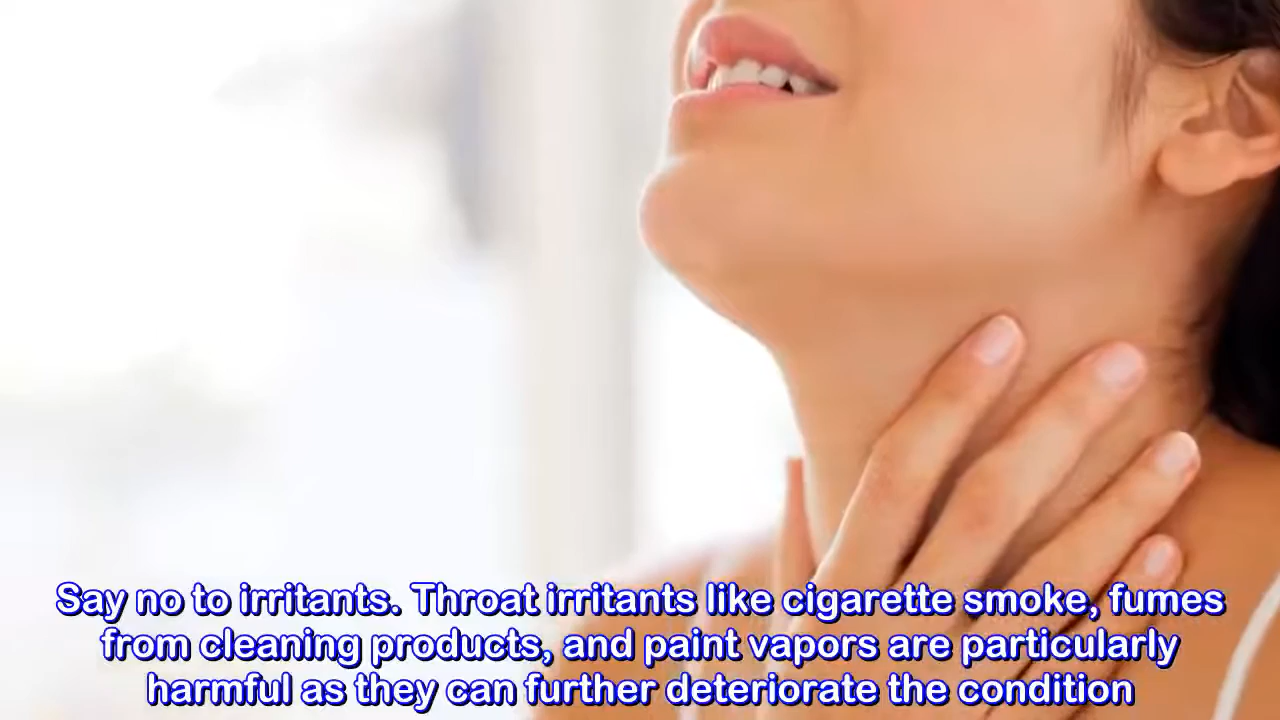 Say no to irritants. Throat irritants like cigarette smoke, fumes
from cleaning products, and paint vapors are particularly
harmful as they can further deteriorate the condition